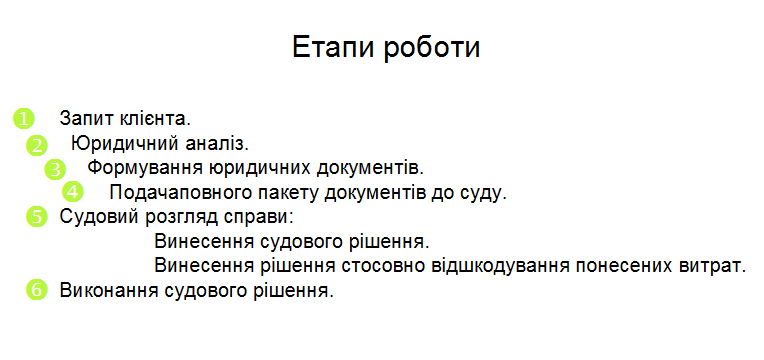 Етапи роботи
1 Запит клієнта.
2 Юридичний аналіз.
3 Формування юридичних документів.
4 Подачаповного пакету документів до суду.
5 Судовий розгляд справи:
Винесення судового рішення.
Винесення рішення стосовно відшкодування понесених витрат.
6 Виконання судового рішення.